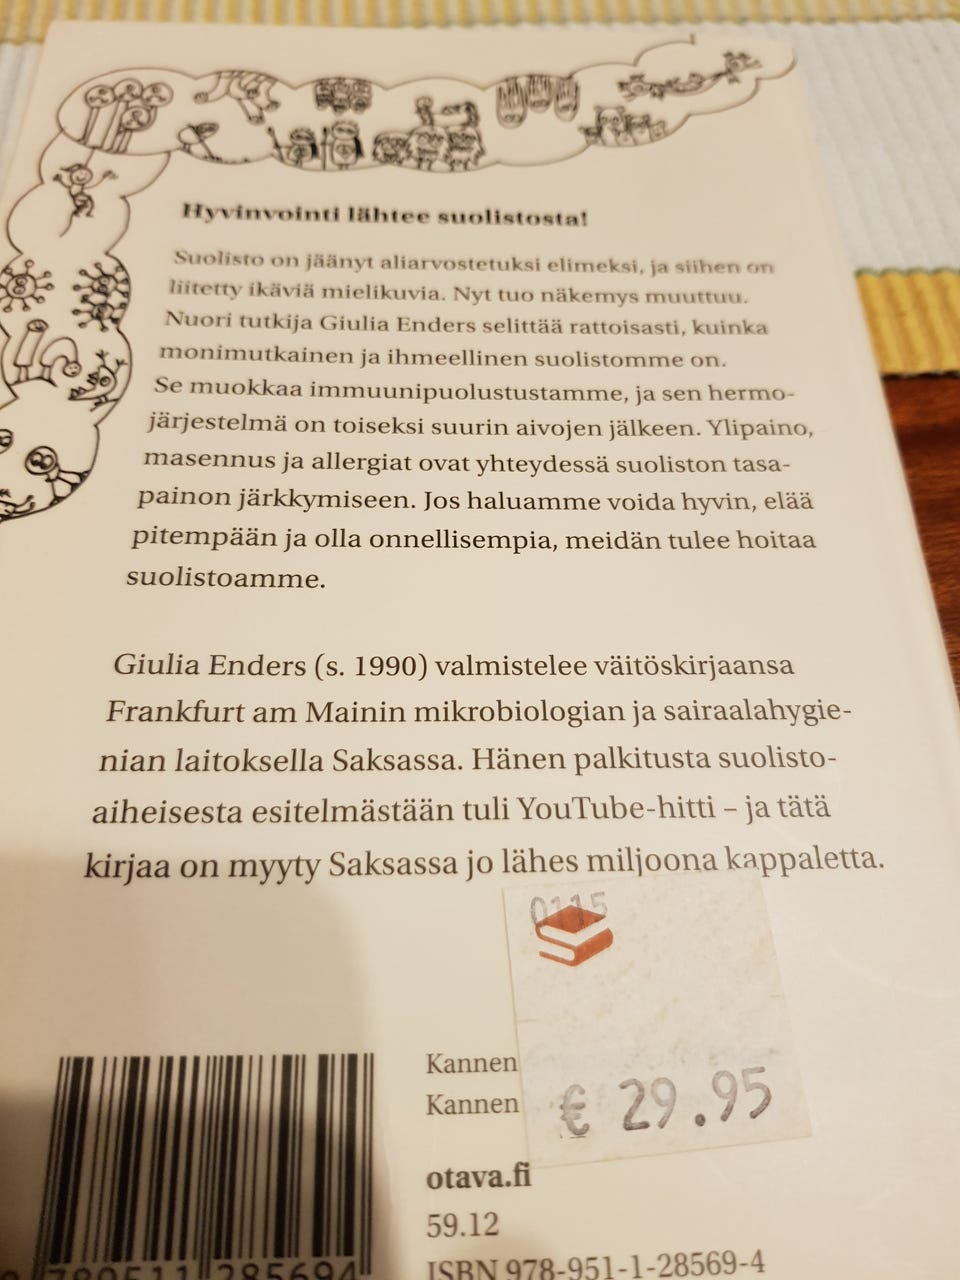 Hyvinvointi lähtee suolistosta!
Suolisto on jäänyt aliarvostetuksi elimeksi, ja siihen on
liitetty ikäviä mielikuvia. Nyt tuo näkemys muuttuu.
Nuori tutkija Giulia Enders selittää rattoisasti, kuinka
monimutkainen ja ihmeellinen suolistomme on.
Se muokkaa immuunipuolustustamme, ja sen hermo-
järjestelmä on toiseksi suurin aivojen jälkeen. Ylipaino,
masennus ja allergiat ovat yhteydessä suoliston tasa-
painon järkkymiseen. Jos haluamme voida hyvin, elää
pitempään ja olla onnellisempia, meidän tulee hoitaa
suolistoamme.
Giulia Enders (s. 1990) valmistelee väitöskirjaansa
Frankfurt am Mainin mikrobiologian ja sairaalahygie-
nian laitoksella Saksassa. Hänen palkitusta suolisto-
aiheisesta esitelmästään tuli YouTube-hitti – ja tätä
kirjaa on myyty Saksassa jo lähes miljoona kappaletta.
0115
Kannen
Kannen
€ 29.95
otava.fi
59.12
ISBN 978-951-1-28569-4
9 789511 285694